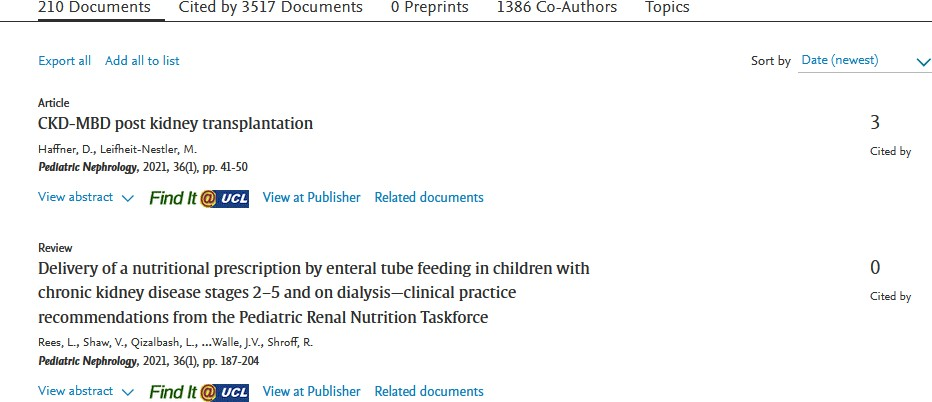 210 Documents Cited by 3517 Documents 0 Preprints 1386 Co-Authors Topics
Export all Add all to list Sort by Date (newest)
Article
CKD-MBD post kidney transplantation 3
Haffner, D., Leifheit-Nestler, M. Cited by
Pediatric Nephrology, 2021, 36(1), pp. 41-50
View abstract Find It @ UCL View at Publisher Related documents
Review
Delivery of a nutritional prescription by enteral tube feeding in children with 0
chronic kidney disease stages 2–5 and on dialysis—clinical practice Cited by
recommendations from the Pediatric Renal Nutrition Taskforce
Rees, L., Shaw, V., Qizalbash, L., ...Walle, J.V., Shroff, R.
Pediatric Nephrology, 2021, 36(1), pp. 187-204
View abstract Find It @ UCL View at Publisher Related documents